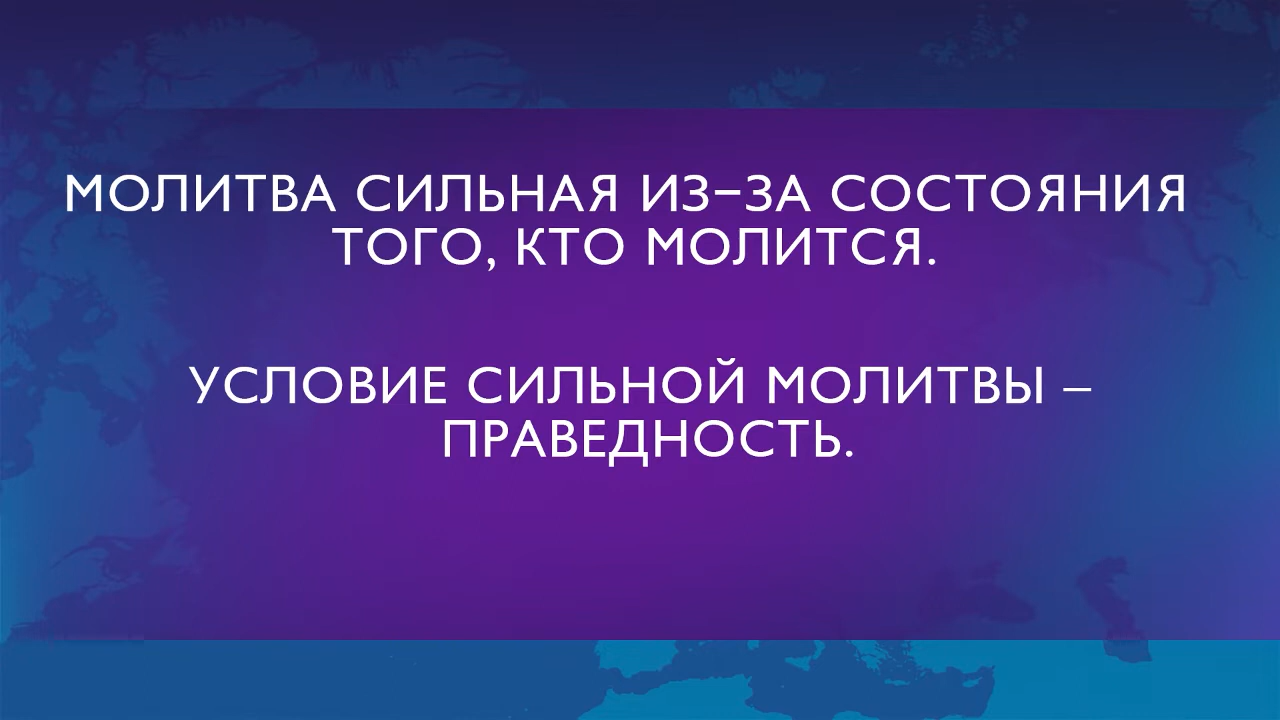 МОЛИТВА СИЛЬНАЯ ИЗ-ЗА СОСТОЯНИЯ
ТОГО, КТО МОЛИТСЯ.
УСЛОВИЕ СИЛЬНОЙ МОЛИТВЫ –
ПРАВЕДНОСТЬ.